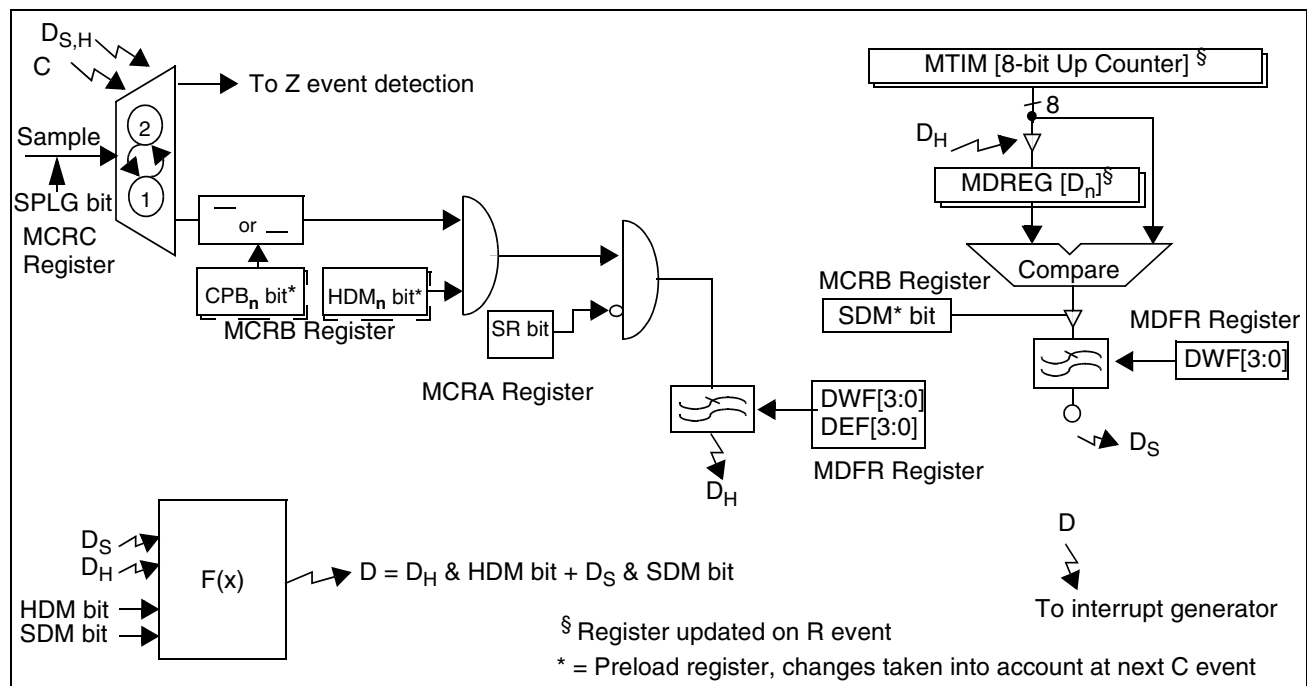 D_S,H
C
To Z event detection
2
Sample
1
SPLG bit
MCRC
Register
or
CPB_n bit*
HDM_n bit*
MCRB Register
SR bit
MCRA Register
DWF[3:0]
DEF[3:0]
MDFR Register
D_H
MTIM [8-bit Up Counter] §
8
D_H
MDREG [D_n]§
Compare
MCRB Register
SDM* bit
MDFR Register
DWF[3:0]
D_S
D
To interrupt generator
D_S
D_H
HDM bit
SDM bit
F(x)
D = D_H & HDM bit + D_S & SDM bit
§ Register updated on R event
* = Preload register, changes taken into account at next C event